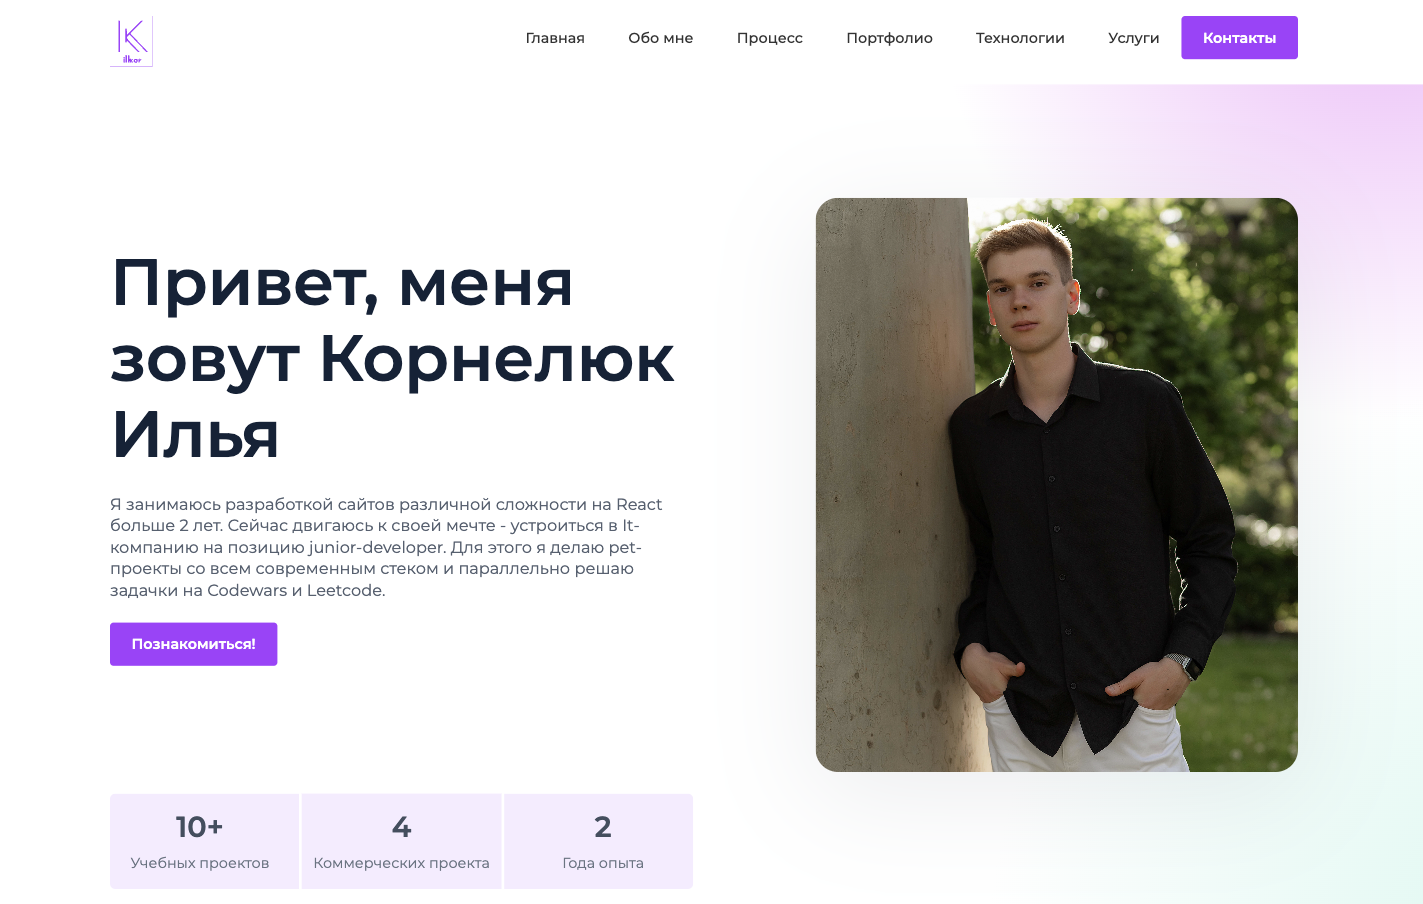 K
illkor
Главная Обо мне Процесс Портфолио Технологии Услуги Контакты
Привет, меня
зовут Корнелюк
Илья
Я занимаюсь разработкой сайтов различной сложности на React
больше 2 лет. Сейчас двигаюсь к своей мечте - устроиться в It-
компанию на позицию junior-developer. Для этого я делаю pet-
проекты со всем современным стеком и параллельно решаю
задачки на Codewars и Leetcode.
Познакомиться!
10+ 4 2
Учебных проектов Коммерческих проекта Года опыта